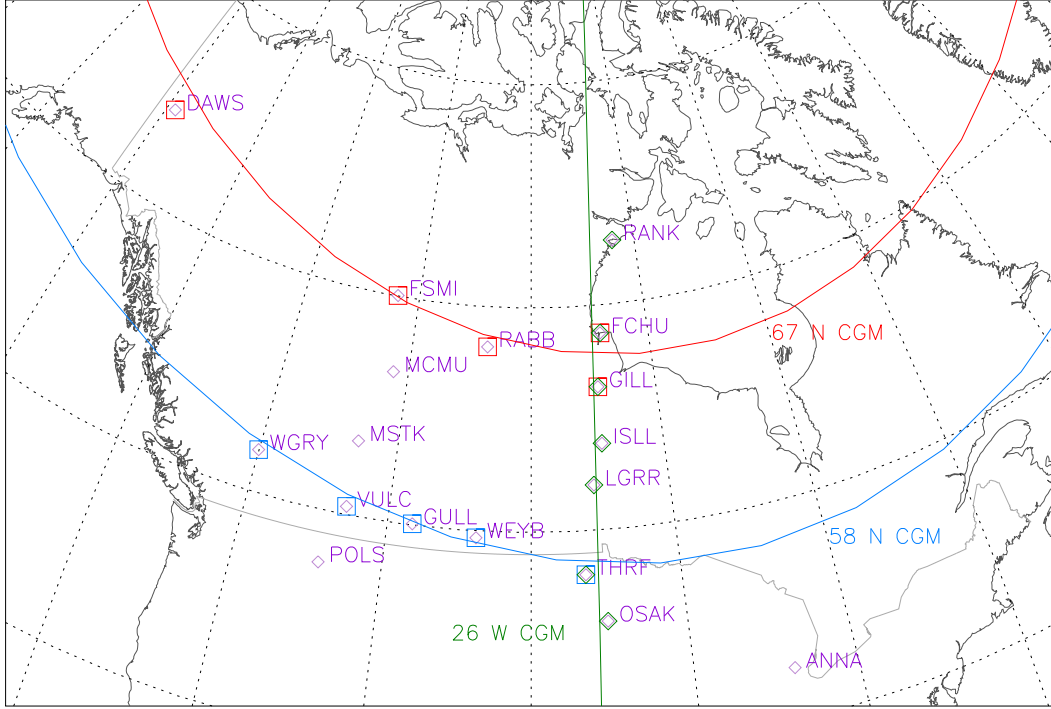 DAWS
RANK
FSMI
FCHU
67 N CGM
RABB
MCMU
GILL
MSTK
ISLL
WGRY
LGRR
VULC
GULL
WEYB
58 N CGM
POLS
THRF
OSAK
26 W CGM
ANNA